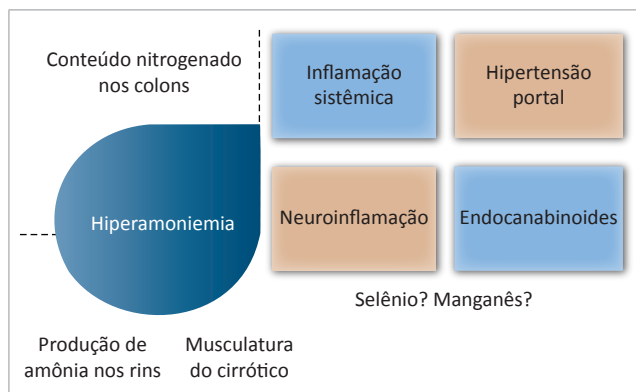 Conteúdo nitrogenado
nos colons
Inflamação
sistêmica
Hipertensão
portal
Hiperamoniemia
Neuroinflamação
Endocanabinoides
Selênio? Manganês?
Produção de
amônia nos rins
Musculatura
do cirrótico